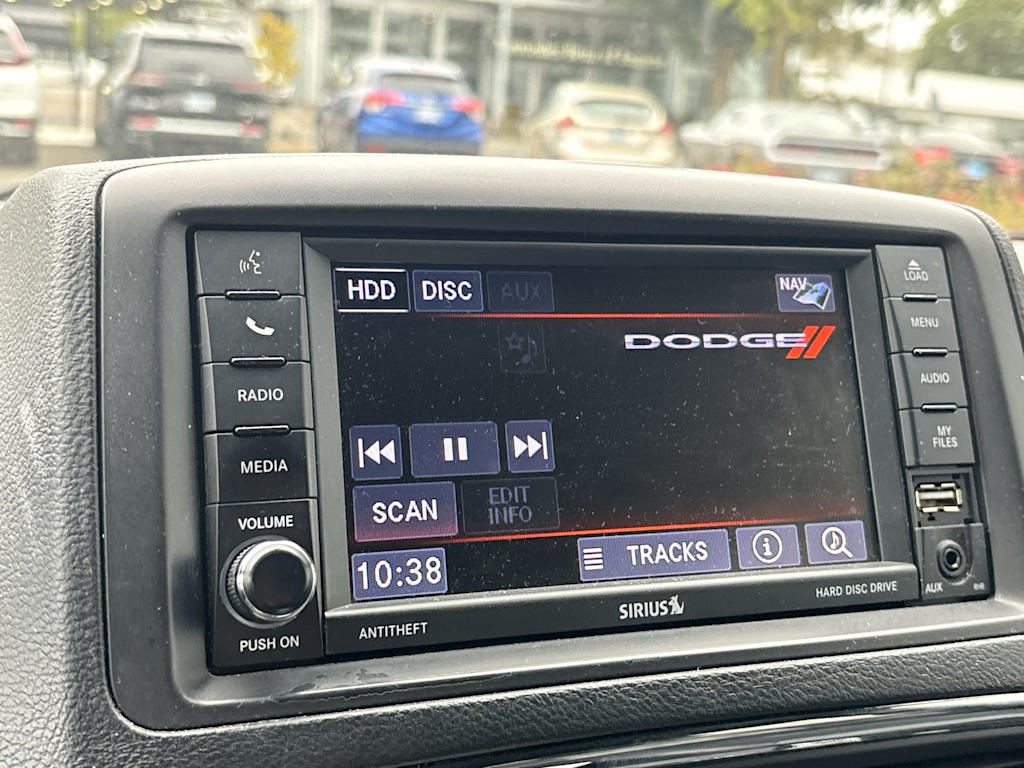 HDD DISC AUX NAV
LOAD
MENU
DODGE
RADIO
AUDIO
MY
FILES
MEDIA
SCAN
EDIT
INFO
VOLUME
10:38
TRACKS
PUSH ON
ANTITHEFT
SIRIUS
HARD DISC DRIVE
AUX